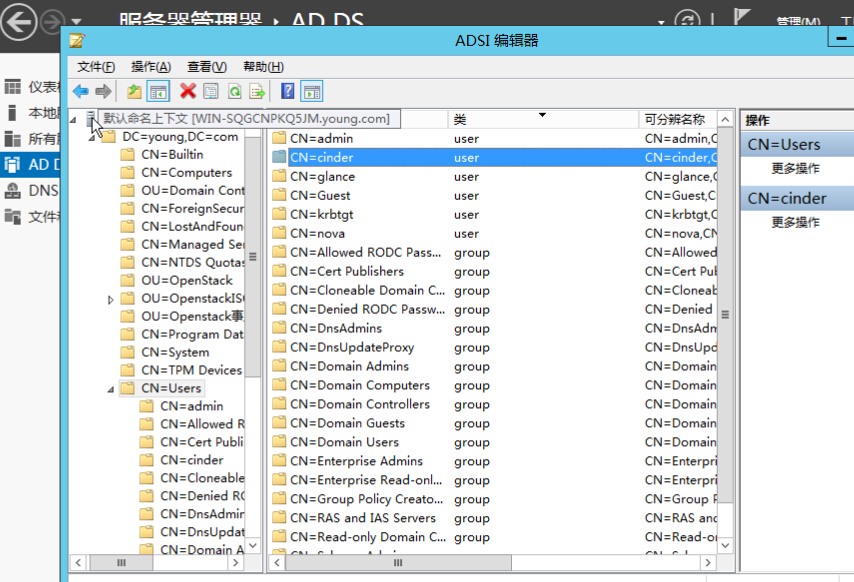 服务器管理器 · AD DS
管理(M)
ADSI 编辑器
文件(F) 操作(A) 查看(V) 帮助(H)
默认命名上下文 [WIN-SQGCNPKQ5JM.young.com]
类
可分辨名称
操作
仪表
本地
所有
AD D
DNS
文件
DC=young,DC=com
CN=Builtin
CN=Computers
OU=Domain Cont
CN=ForeignSecur
CN=LostAndFoun
CN=Managed Se
CN=NTDS Quotas
OU=OpenStack
OU=OpenstackIS
OU=Openstack事
CN=Program Dat
CN=System
CN=TPM Devices
CN=Users
CN=admin
CN=Allowed R
CN=Cert Publi
CN=cinder
CN=Cloneable
CN=Denied RO
CN=DnsAdmin
CN=DnsUpdat
CN=Domain A
CN=admin user CN=admin,C
CN=cinder user CN=cinder,C
CN=glance user CN=glance,
CN=Guest user CN=Guest,C
CN=krbtgt user CN=krbtgt,
CN=nova user CN=nova,CN
CN=Allowed RODC Pass... group CN=Allowed
CN=Cert Publishers group CN=Cert Pub
CN=Cloneable Domain C... group CN=Cloneab
CN=Denied RODC Passw... group CN=Denied
CN=DnsAdmins group CN=DnsAdm
CN=DnsUpdateProxy group CN=DnsUpd
CN=Domain Admins group CN=Domain
CN=Domain Computers group CN=Domain
CN=Domain Controllers group CN=Domain
CN=Domain Guests group CN=Domain
CN=Domain Users group CN=Domain
CN=Enterprise Admins group CN=Enterpri
CN=Enterprise Read-onl... group CN=Enterpri
CN=Group Policy Creato... group CN=Group P
CN=RAS and IAS Servers group CN=RAS and
CN=Read-only Domain C... group CN=Read-o
CN=Users
更多操作
CN=cinder
更多操作